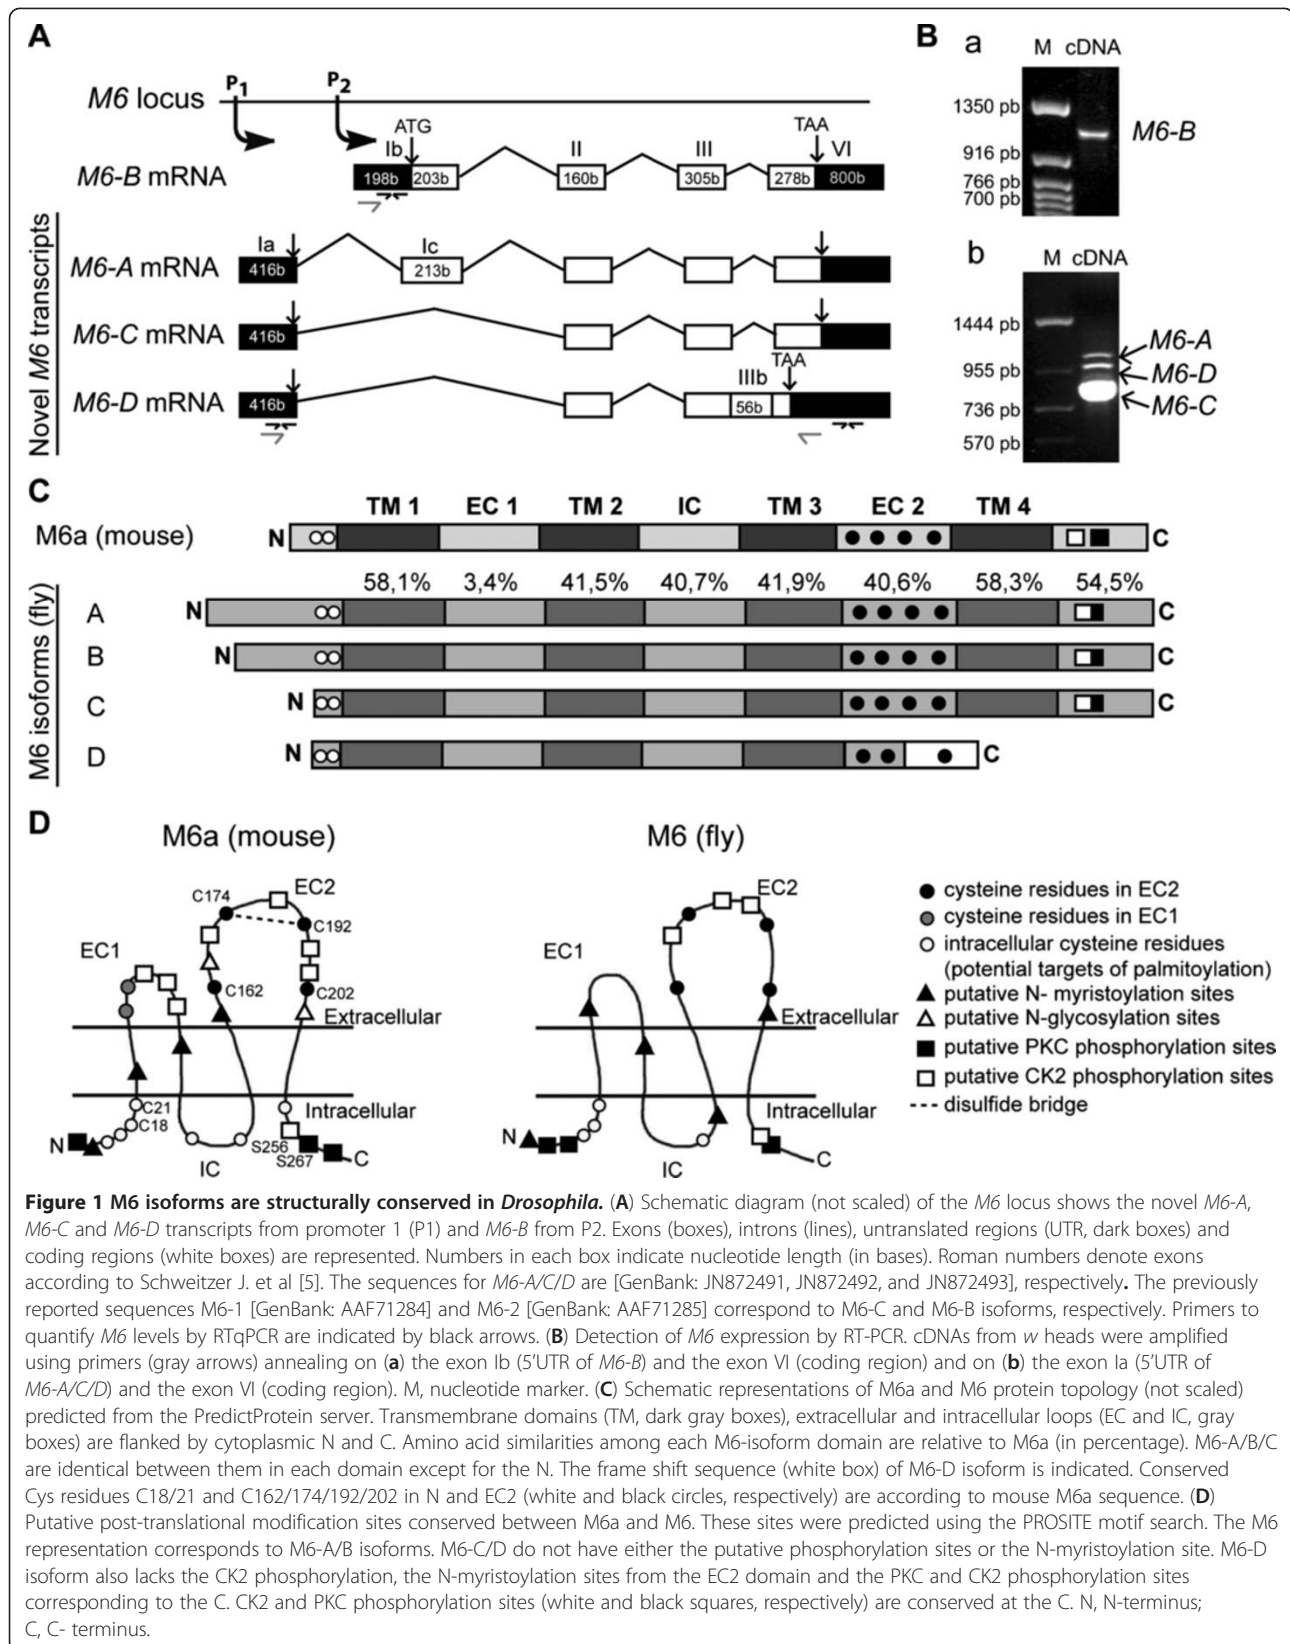 A
M6 locus
P1
P2
ATG
TAA
Ib
II
III
VI
M6-B mRNA
198b
203b
160b
305b
278b
800b
Novel M6 transcripts
Ia
Ic
M6-A mRNA
416b
213b
M6-C mRNA
416b
TAA
IIIb
M6-D mRNA
416b
56b
B
a
M cDNA
1350 pb
M6-B
916 pb
766 pb
700 pb
b
M cDNA
1444 pb
M6-A
955 pb
M6-D
736 pb
M6-C
570 pb
C
TM 1 EC 1 TM 2 IC TM 3 EC 2 TM 4
M6a (mouse)
N
C
58,1% 3,4% 41,5% 40,7% 41,9% 40,6% 58,3% 54,5%
M6 isoforms (fly)
A
N
C
B
N
C
C
N
C
D
N
C
D
M6a (mouse)
EC2
C174
C192
EC1
C162
C202
Extracellular
C21
Intracellular
C18
N
S256
S267
C
IC
M6 (fly)
EC2
EC1
Extracellular
Intracellular
N
C
IC
cysteine residues in EC2
cysteine residues in EC1
intracellular cysteine residues
(potential targets of palmitoylation)
putative N- myristoylation sites
putative N-glycosylation sites
putative PKC phosphorylation sites
putative CK2 phosphorylation sites
disulfide bridge
Figure 1 M6 isoforms are structurally conserved in Drosophila. (A) Schematic diagram (not scaled) of the M6 locus shows the novel M6-A,
M6-C and M6-D transcripts from promoter 1 (P1) and M6-B from P2. Exons (boxes), introns (lines), untranslated regions (UTR, dark boxes) and
coding regions (white boxes) are represented. Numbers in each box indicate nucleotide length (in bases). Roman numbers denote exons
according to Schweitzer J. et al [5]. The sequences for M6-A/C/D are [GenBank: JN872491, JN872492, and JN872493], respectively. The previously
reported sequences M6-1 [GenBank: AAF71284] and M6-2 [GenBank: AAF71285] correspond to M6-C and M6-B isoforms, respectively. Primers to
quantify M6 levels by RTqPCR are indicated by black arrows. (B) Detection of M6 expression by RT-PCR. cDNAs from w heads were amplified
using primers (gray arrows) annealing on (a) the exon Ib (5'UTR of M6-B) and the exon VI (coding region) and on (b) the exon Ia (5'UTR of
M6-A/C/D) and the exon VI (coding region). M, nucleotide marker. (C) Schematic representations of M6a and M6 protein topology (not scaled)
predicted from the PredictProtein server. Transmembrane domains (TM, dark gray boxes), extracellular and intracellular loops (EC and IC, gray
boxes) are flanked by cytoplasmic N and C. Amino acid similarities among each M6-isoform domain are relative to M6a (in percentage). M6-A/B/C
are identical between them in each domain except for the N. The frame shift sequence (white box) of M6-D isoform is indicated. Conserved
Cys residues C18/21 and C162/174/192/202 in N and EC2 (white and black circles, respectively) are according to mouse M6a sequence. (D)
Putative post-translational modification sites conserved between M6a and M6. These sites were predicted using the PROSITE motif search. The M6
representation corresponds to M6-A/B isoforms. M6-C/D do not have either the putative phosphorylation sites or the N-myristoylation site. M6-D
isoform also lacks the CK2 phosphorylation, the N-myristoylation sites from the EC2 domain and the PKC and CK2 phosphorylation sites
corresponding to the C. CK2 and PKC phosphorylation sites (white and black squares, respectively) are conserved at the C. N, N-terminus;
C, C- terminus.